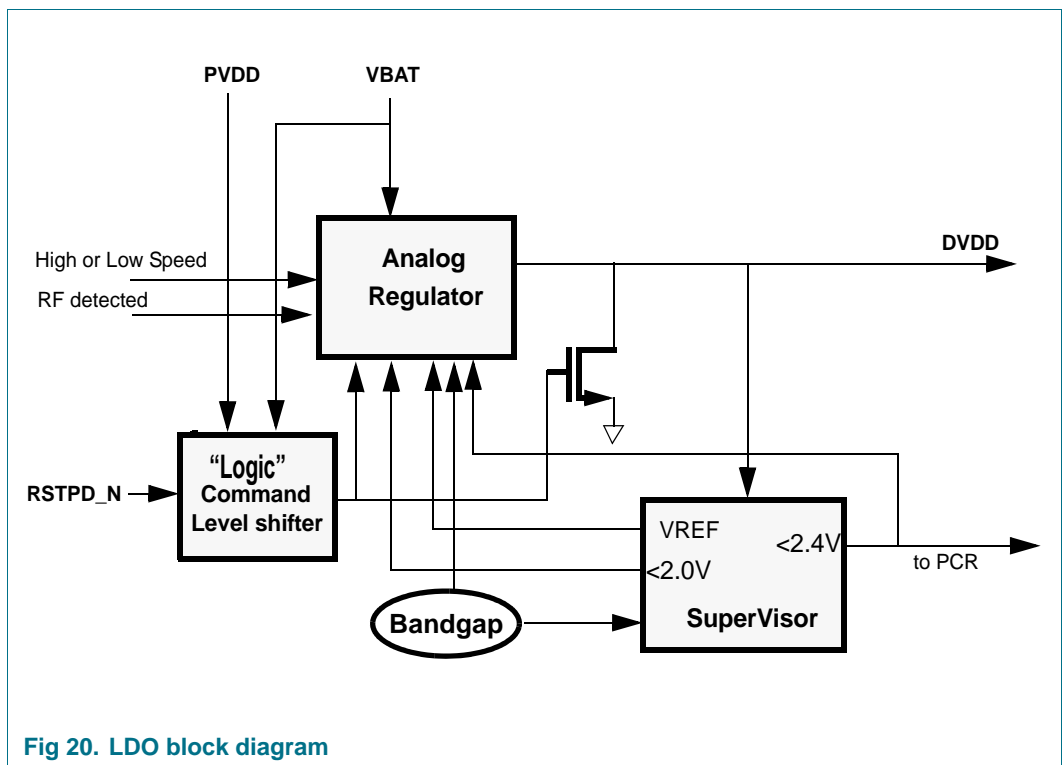 PVDD
VBAT
High or Low Speed
RF detected
Analog
Regulator
DVDD
RSTPD_N
“Logic”
Command
Level shifter
VREF
<2.4V
<2.0V
SuperVisor
to PCR
Bandgap
Fig 20. LDO block diagram